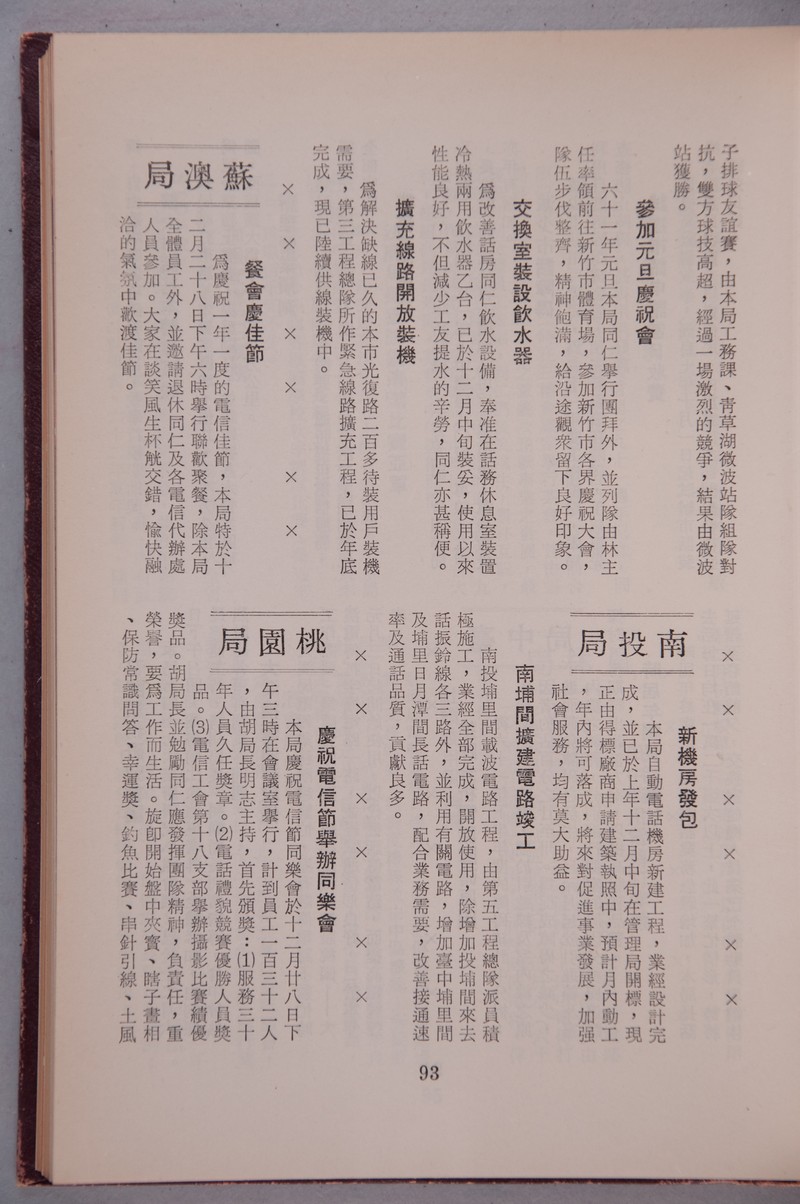 子排球友誼賽，由本局工務課、青草湖微波站隊組隊對
抗，雙方球技高超，經過一場激烈的競爭，結果由微波
站獲勝。
參加元旦慶祝會
六十一年元旦本局同仁舉行團拜外，並列隊由林主
任率領前往新竹市體育場，參加新竹市各界慶祝大會，
隊伍步伐整齊，精神飽滿，給沿途觀衆留下良好印象。
交換室裝設飲水器
爲改善話房同仁飲水設備，奉准在話務休息室裝置
冷熱兩用飲水器乙台，已於十二月中旬裝妥，使用以來
性能良好，不但減少工友提水的辛勞，同仁亦甚稱便。
擴充線路開放裝機
爲解決缺線已久的本市光復路二百多待裝用戶裝機
需要，第三工程總隊所作緊急線路擴充工程，已於年底
完成，現已陸續供線裝機中。
× × × × × ×
蘇澳局
餐會慶佳節
爲慶祝一年一度的電信佳節，本局特於十
二月二十八日下午六時舉行聯歡聚餐，除本局
全體員工外，並邀請退休同仁及各電信代辦處
人員參加。大家在談笑風生杯觥交錯，愉快融
洽的氣氛中歡渡佳節。
× × × × × ×
南投局
新機房發包
本局自動電話機房新建工程，業經設計完
成，並已於上年十二月中旬在管理局開標，現
正由得標廠商申請建築執照中，預計月內動工
，年內將可落成，將來對促進事業發展，加强
社會服務，均有莫大助益。
南埔間擴建電路竣工
南投埔里間載波電路工程，由第五工程總隊派員積
極施工，業經全部完成，開放使用，除增加投埔間來去
話振鈴線各三路外，並利用有關電路，增加臺中埔里間
及埔里日月潭間長話電路，配合業務需要，改善接通速
率及通話品質，貢獻良多。
× × × × × ×
桃園局
慶祝電信節舉辦同樂會
本局慶祝電信節同樂會於十二月廿八日下
午三時在會議室舉行，計到員工一百三十二人
，由胡局長明志主持，首先頒獎：⑴服務三十
年人員久任獎章。⑵電話禮貌競賽優勝人員獎
品。⑶電信工會第十八支部舉辦攝影比賽績優
獎品。胡局長並勉勵同仁應發揮團隊精神，負責任，重
榮譽，要爲工作而生活。旋卽開始盤中夾寶、瞎子畫相
、保防常識問答、幸運獎、釣魚比賽、串針引線、土風
93